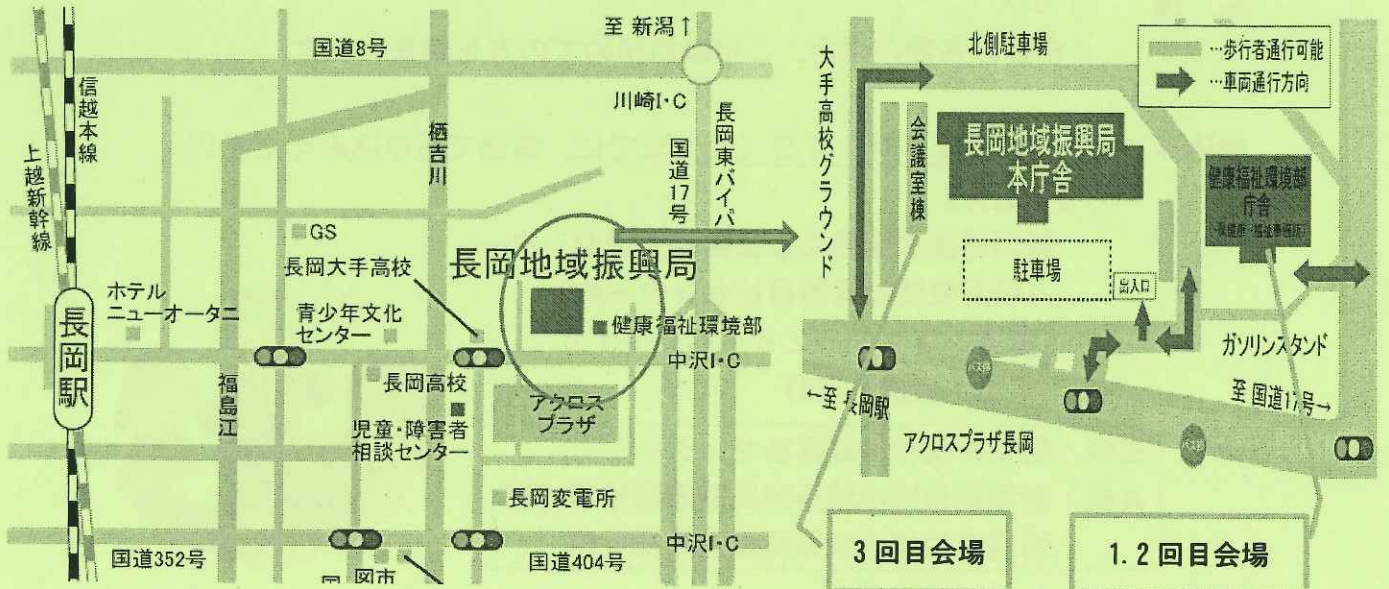 至 新潟 ↑
国道8号
川崎I・C
信越本線
上越新幹線
栖吉川
国道17号
長岡東バイパ
GS
長岡大手高校
長岡地域振興局
ホテル
ニューオータニ
青少年文化
センター
健康福祉環境部
長岡駅
中沢I・C
福島江
長岡高校
児童・障害者
相談センター
アクロス
プラザ
長岡変電所
中沢I・C
国道352号
国道404号
図市
大手高校グラウンド
北側駐車場
…歩行者通行可能
…車両通行方向
会議室棟
長岡地域振興局
本庁舎
健康福祉環境部
庁舎
駐車場
出入口
ガソリンスタンド
バス停
←至 長岡駅
至 国道17号→
アクロスプラザ長岡
バス停
3回目会場
1.2回目会場